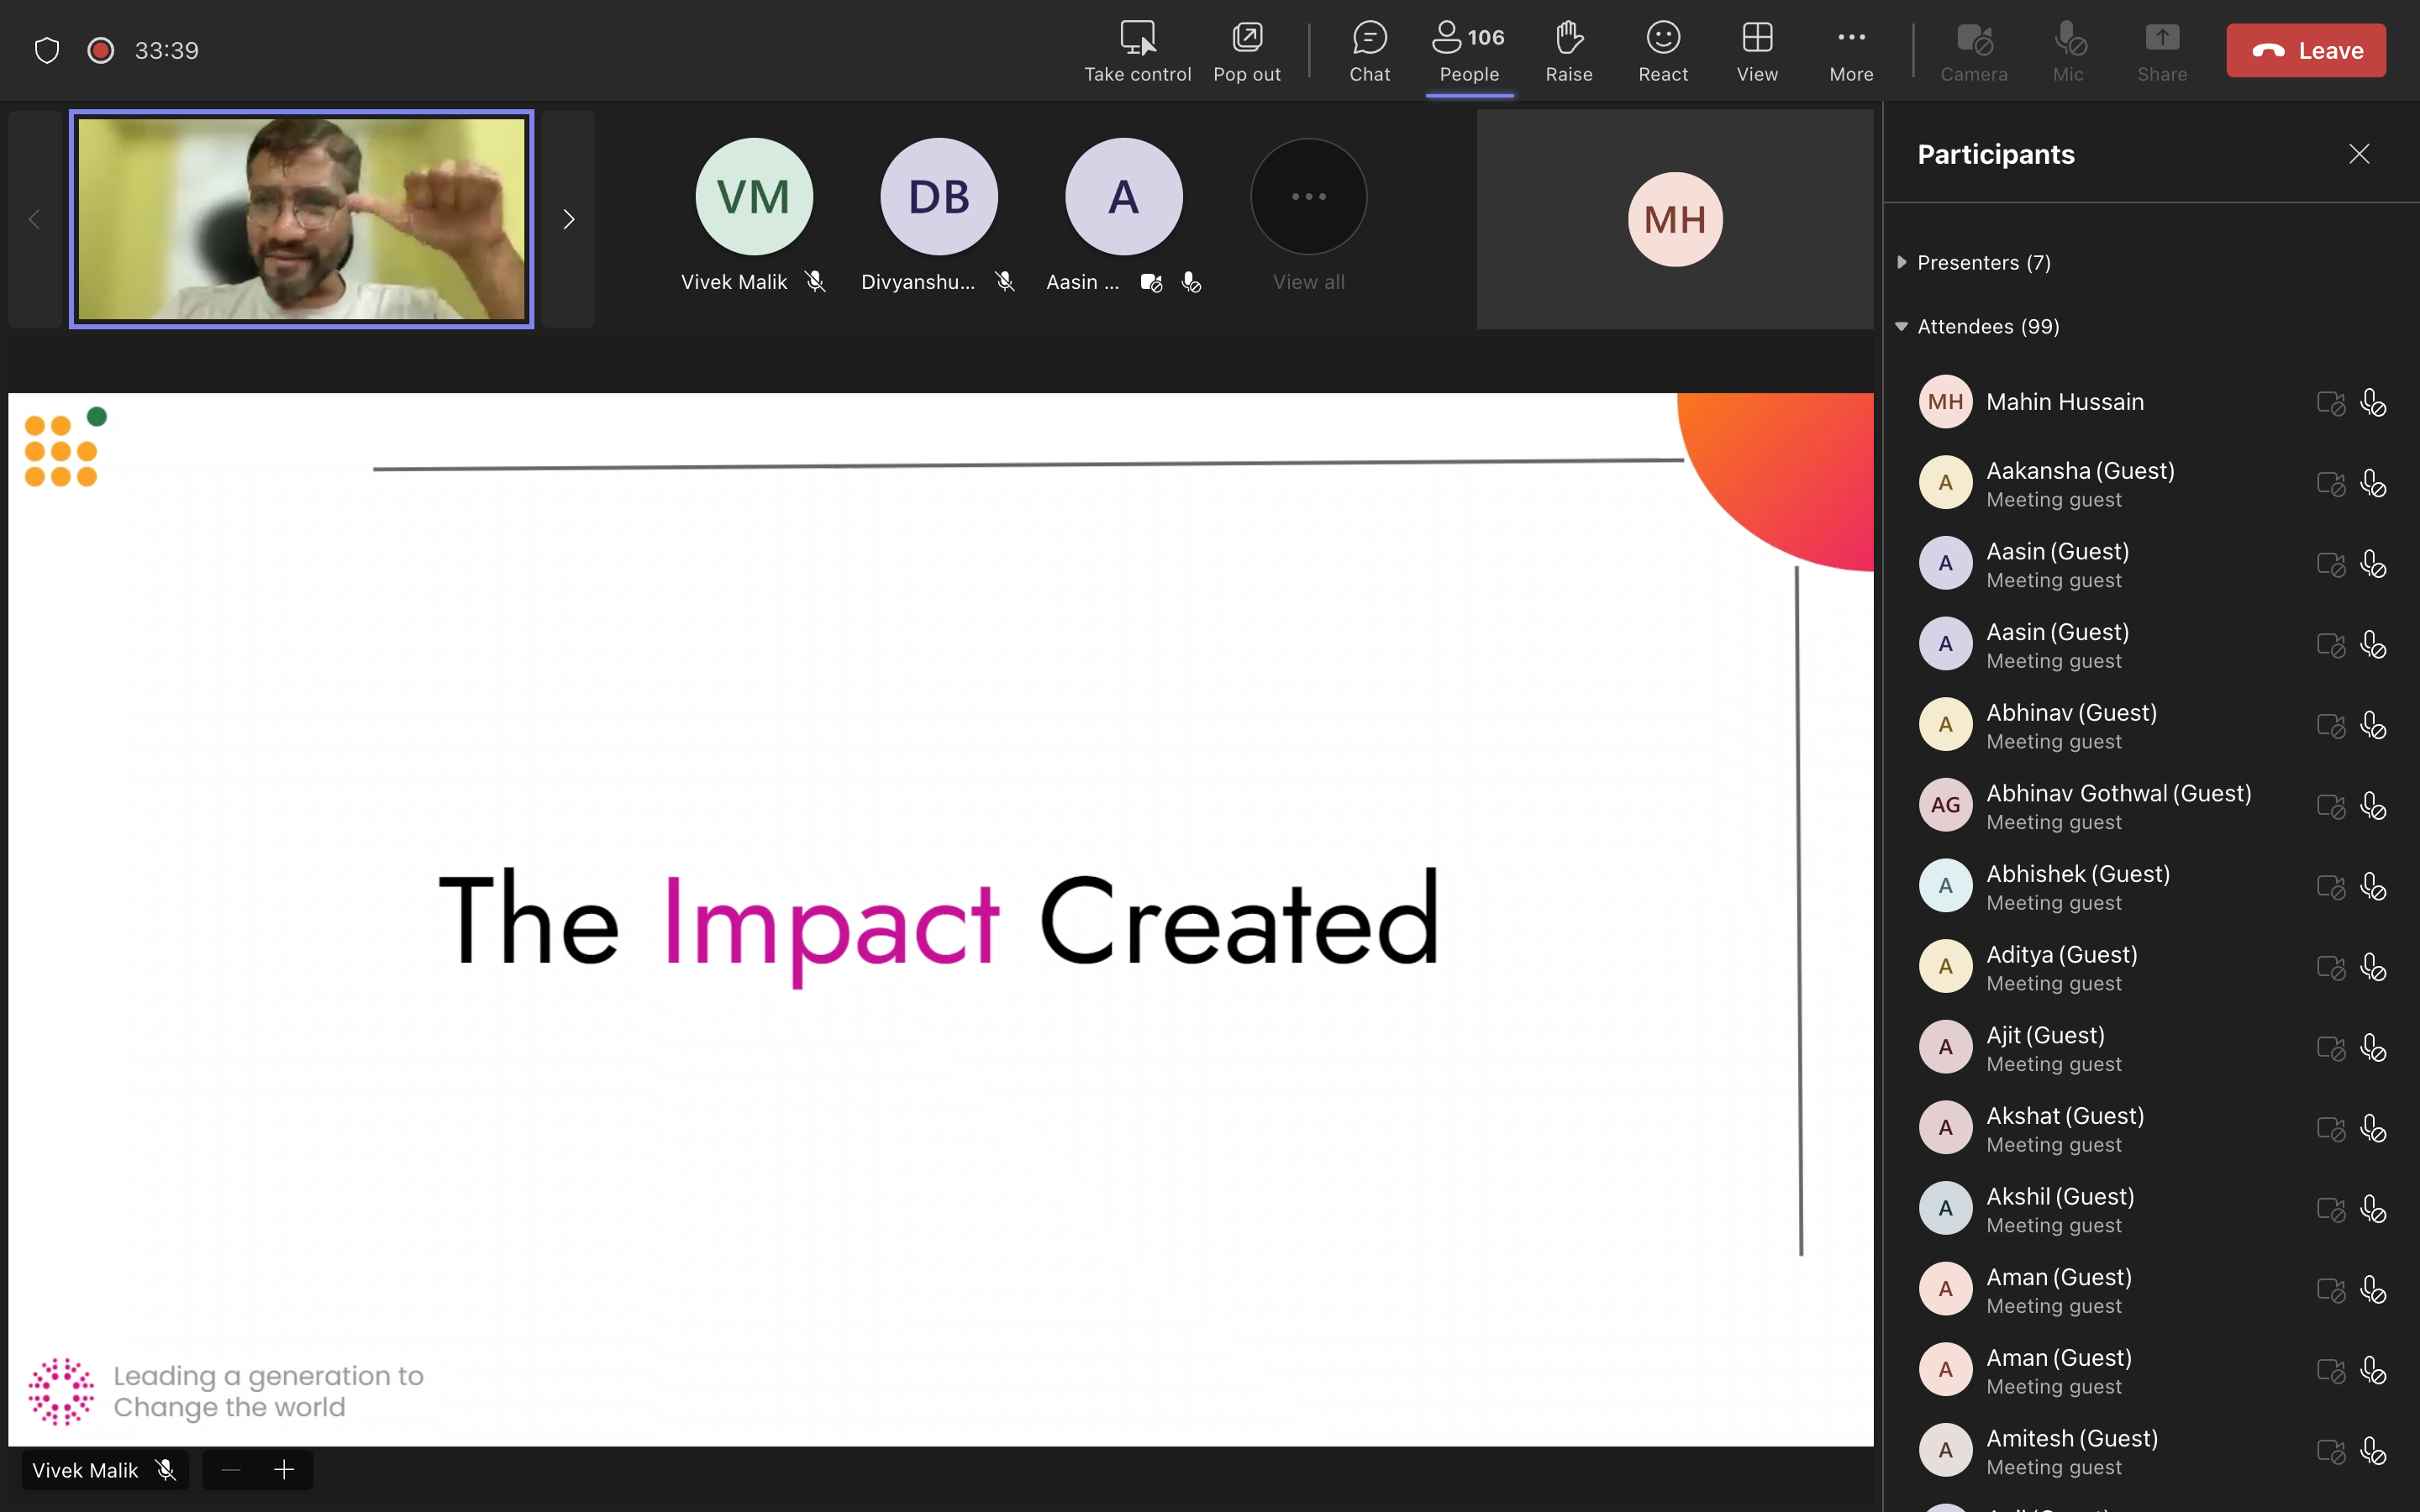 33:39
Take control
Pop out
Chat
106
People
Raise
React
View
More
Camera
Mic
Share
Leave
VM
Vivek Malik
DB
Divyanshu...
A
Aasin ...
View all
MH
The Impact Created
Leading a generation to
Change the world
Vivek Malik
Participants
Presenters (7)
Attendees (99)
MH
Mahin Hussain
A
Aakansha (Guest)
Meeting guest
A
Aasin (Guest)
Meeting guest
A
Aasin (Guest)
Meeting guest
A
Abhinav (Guest)
Meeting guest
AG
Abhinav Gothwal (Guest)
Meeting guest
A
Abhishek (Guest)
Meeting guest
A
Aditya (Guest)
Meeting guest
A
Ajit (Guest)
Meeting guest
A
Akshat (Guest)
Meeting guest
A
Akshil (Guest)
Meeting guest
A
Aman (Guest)
Meeting guest
A
Aman (Guest)
Meeting guest
A
Amitesh (Guest)
Meeting guest